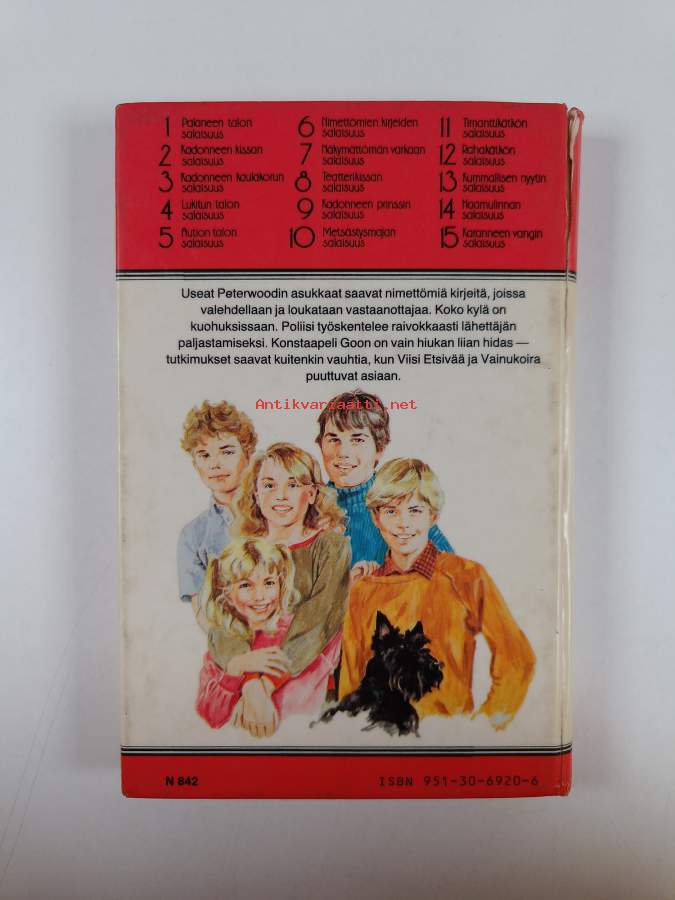 1 Palaneen talon salaisuus
2 Kadonneen kissan salaisuus
3 Kadonneen kaulakorun salaisuus
4 Lukitun talon salaisuus
5 Aution talon salaisuus
6 Nimettömien kirjeiden salaisuus
7 Näkymättömän varkaan salaisuus
8 Teatterikissan salaisuus
9 Kadonneen prinssin salaisuus
10 Metsästysmajan salaisuus
11 Timanttikätkön salaisuus
12 Rahakätkön salaisuus
13 Kummallisen nyytin salaisuus
14 Haamulinnan salaisuus
15 Karanneen vangin salaisuus
Useat Peterwoodin asukkaat saavat nimettömiä kirjeitä, joissa
valehdellaan ja loukataan vastaanottajaa. Koko kylä on
kuohuksissaan. Poliisi työskentelee raivokkaasti lähettäjän
paljastamiseksi. Konstaapeli Goon on vain hiukan liian hidas —
tutkimukset saavat kuitenkin vauhtia, kun Viisi Etsivää ja Vainukoira
puuttuvat asiaan.
Antikvariaatti.net
N 842
ISBN 951-30-6920-6